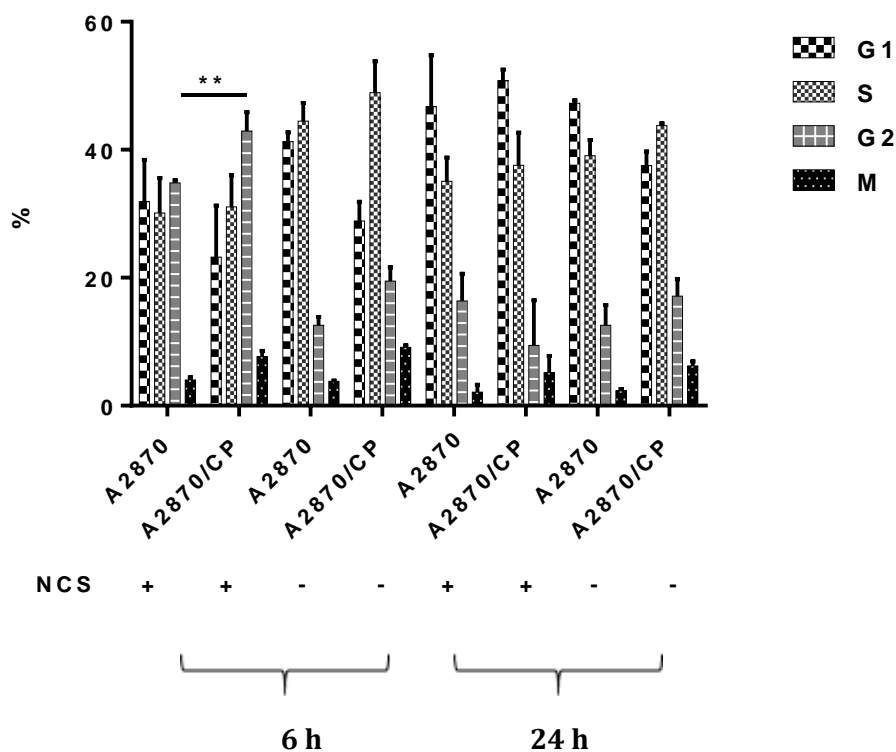 60
40
20
0
%
**
G1
S
G2
M
A2870
A2870/CP
A2870
A2870/CP
A2870
A2870/CP
A2870
A2870/CP
NCS + + - - + + - -
6 h 24 h